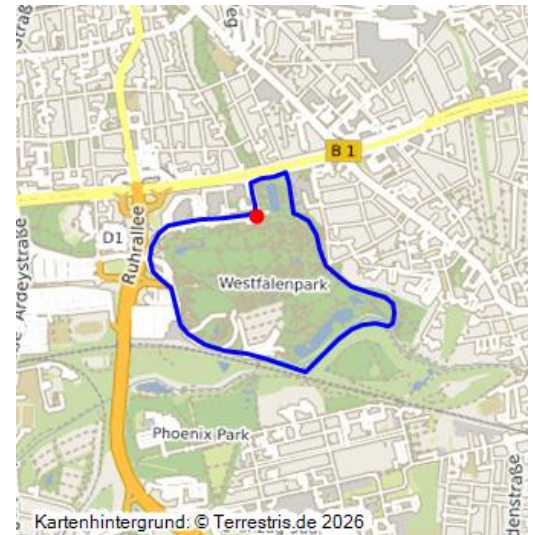 B 1
Ruhrallee
D1
Ardeystraße
Westfalenpark
Phoenix Park
Kartenhintergrund: © Terrestris.de 2026